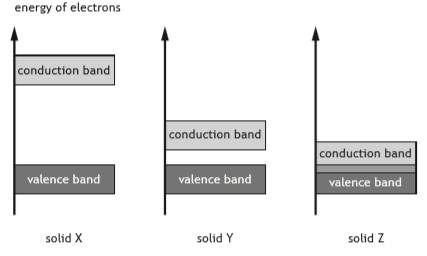 energy of electrons
conduction band
conduction band
conduction band
valence band
valence band
valence band
solid X
solid Y
solid Z